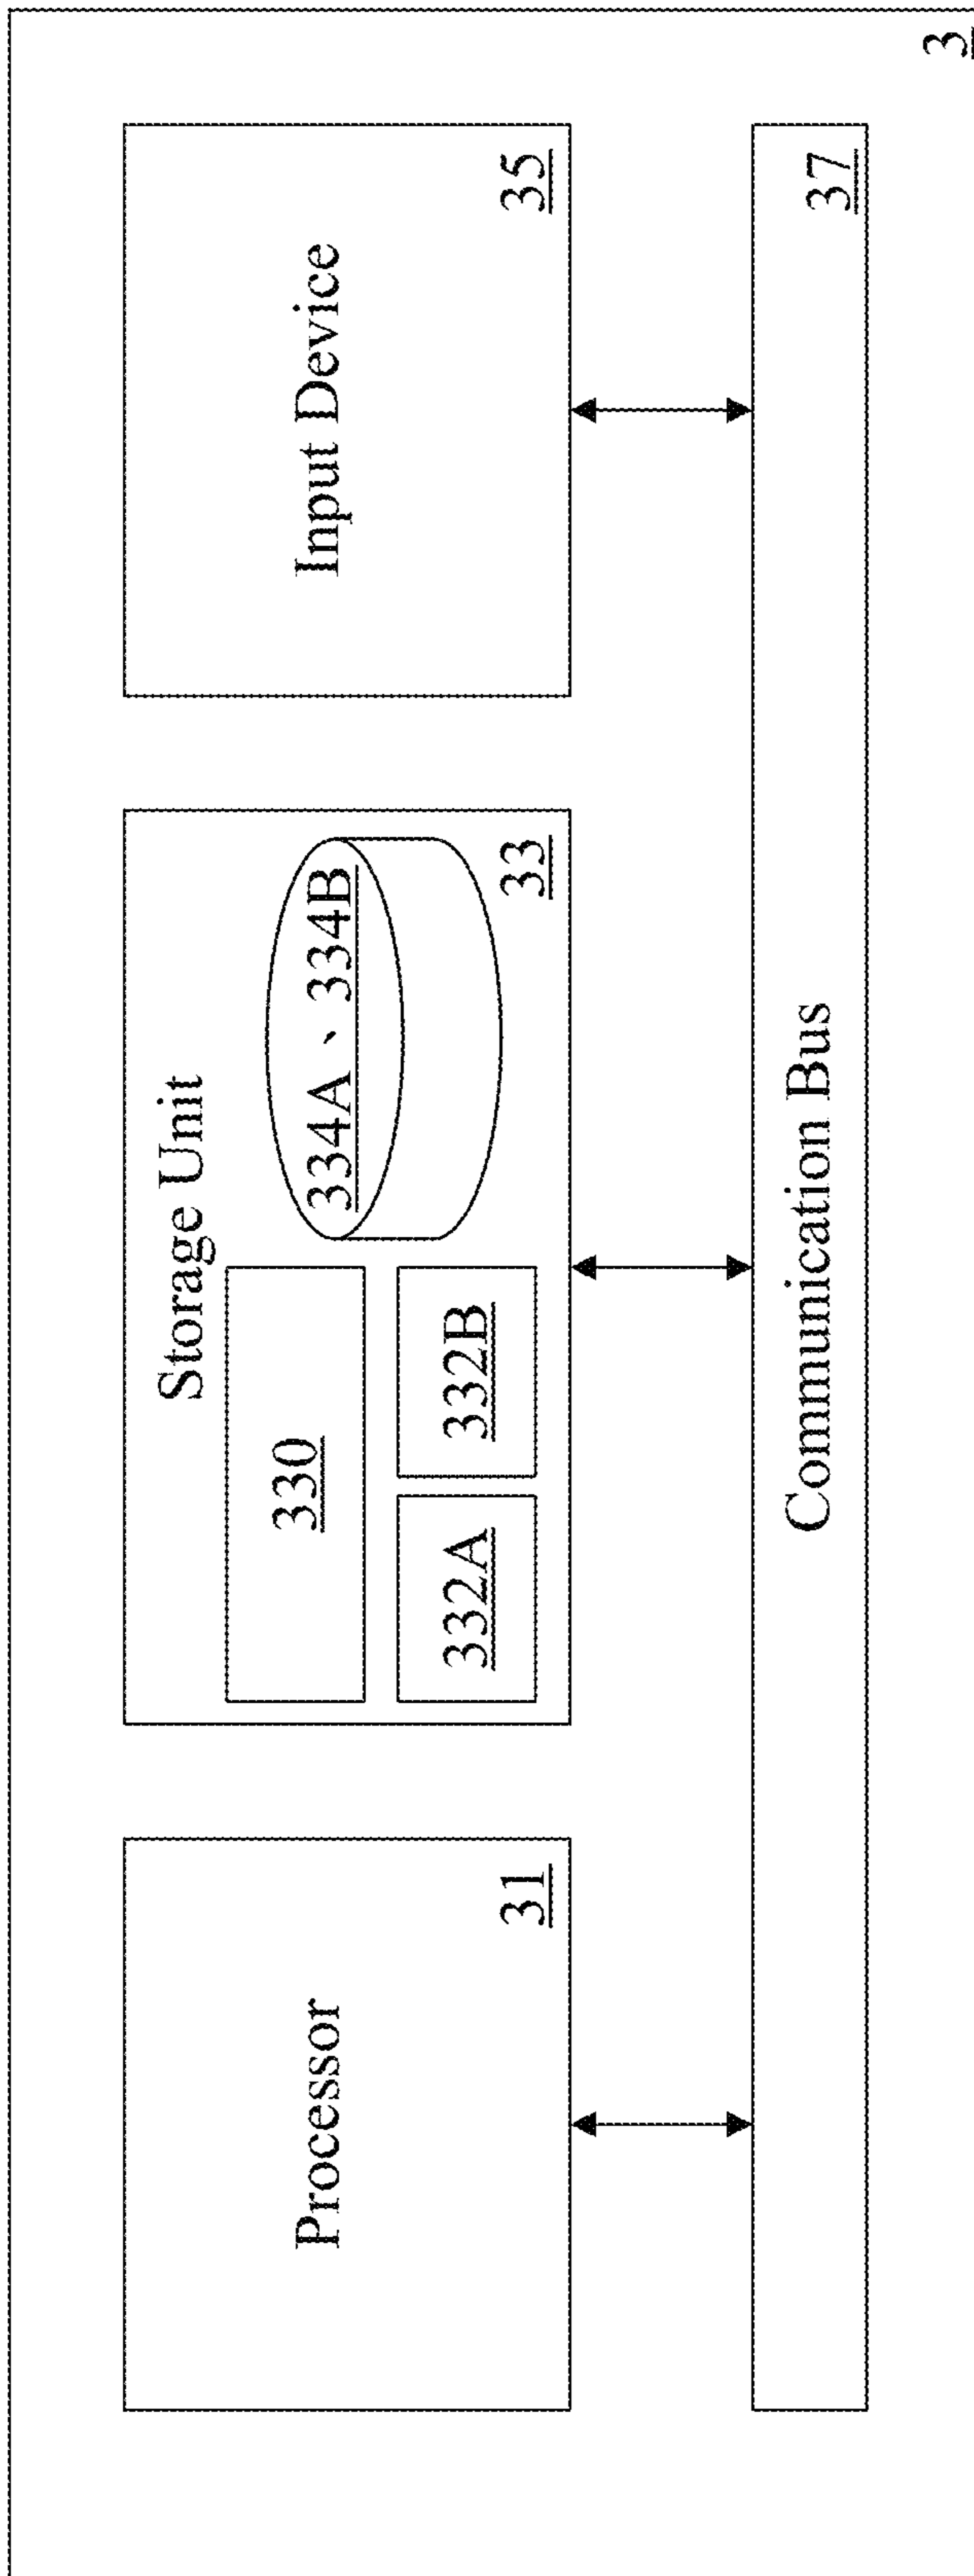 Processor
31
Storage Unit
330
332A
332B
334A、334B
33
Input Device
35
Communication Bus
37
3